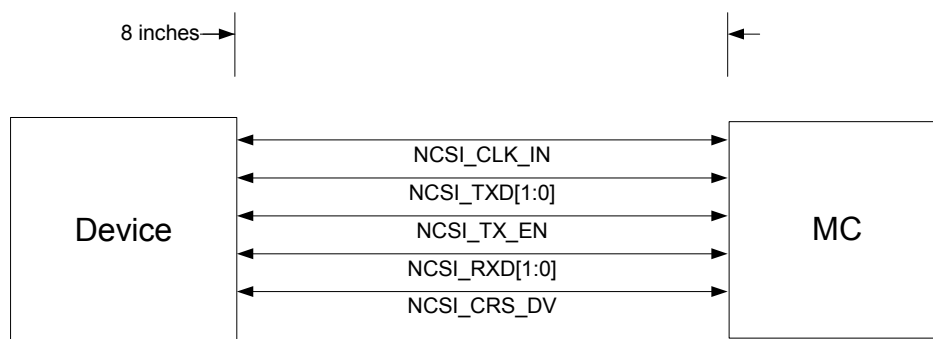 8 inches
NCSI_CLK_IN
NCSI_TXD[1:0]
Device
NCSI_TX_EN
MC
NCSI_RXD[1:0]
NCSI_CRS_DV